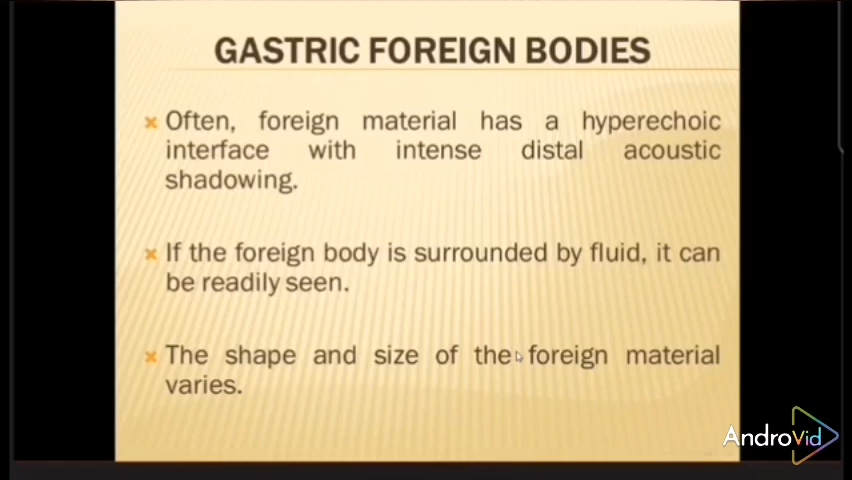 GASTRIC FOREIGN BODIES
Often, foreign material has a hyperechoic
interface with intense distal acoustic
shadowing.
If the foreign body is surrounded by fluid, it can
be readily seen.
The shape and size of the foreign material
varies.
AndroVid